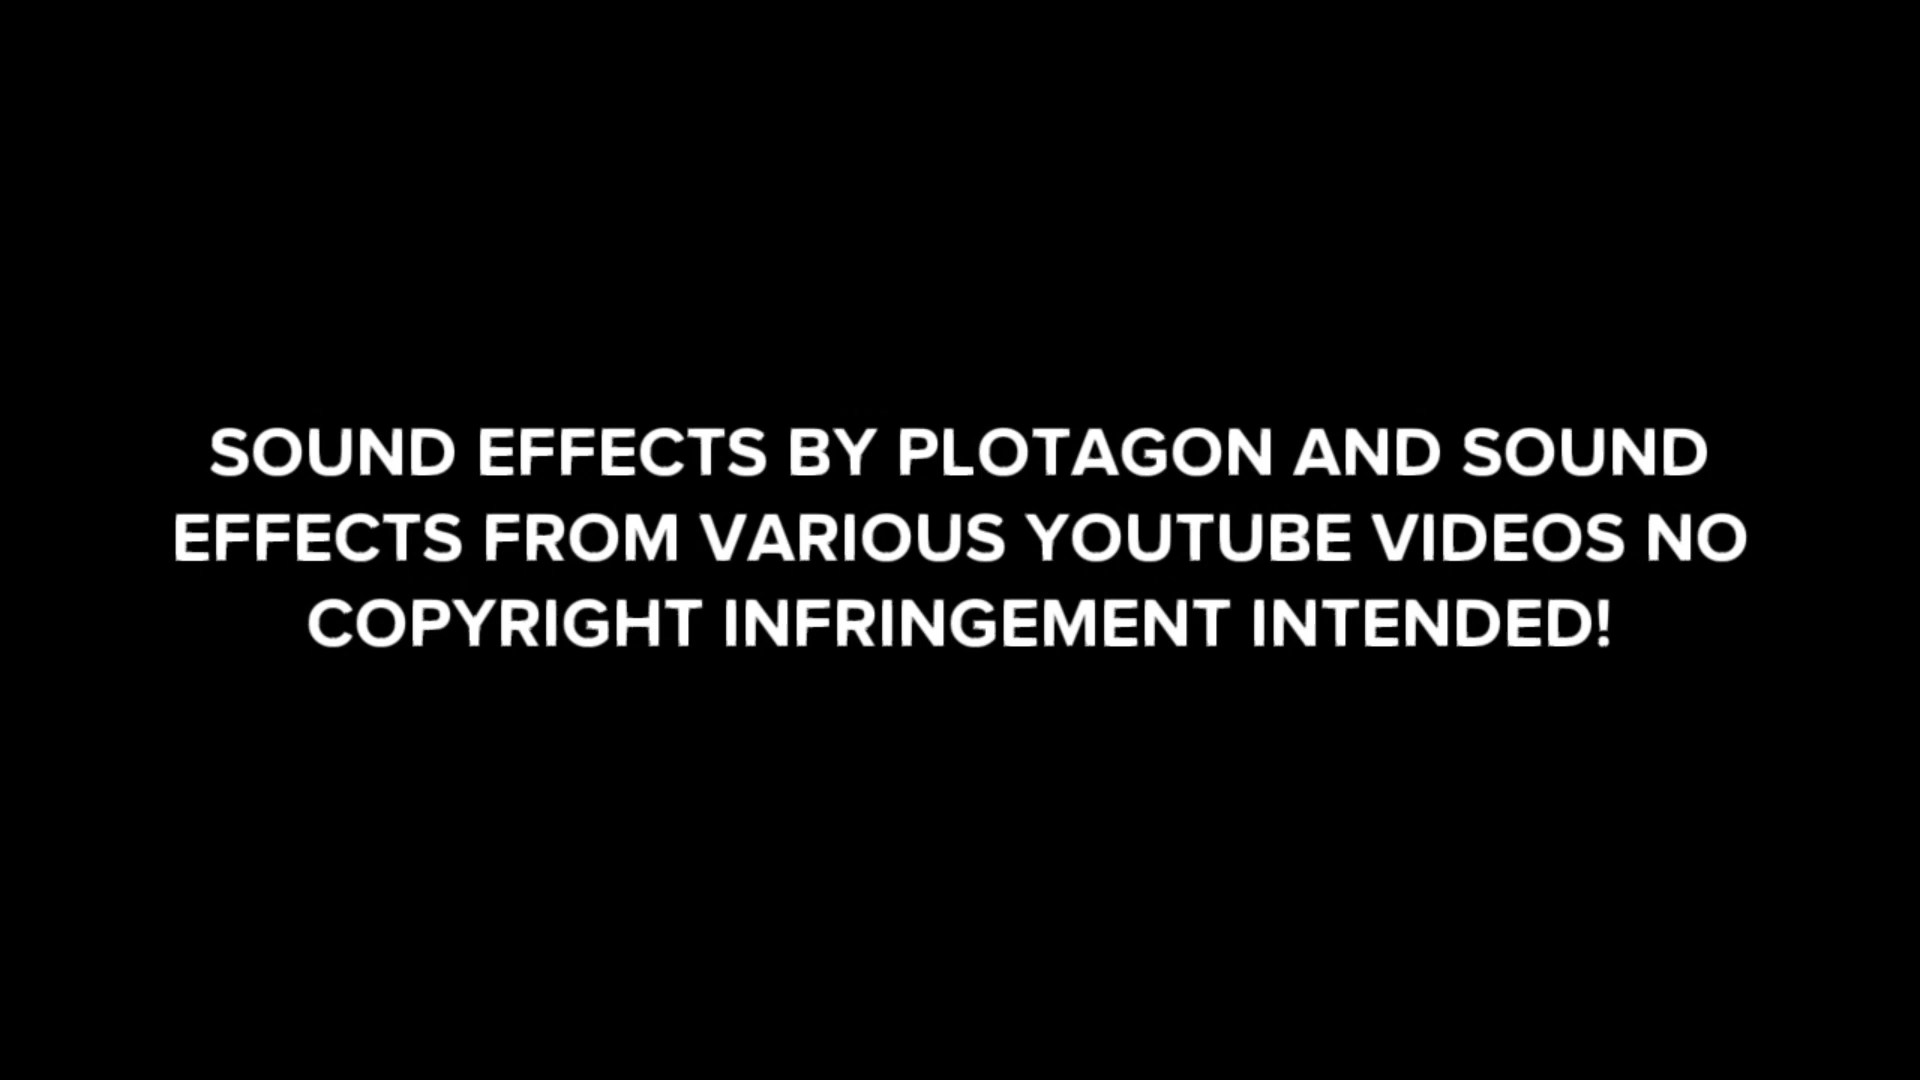 SOUND EFFECTS BY PLOTAGON AND SOUND
EFFECTS FROM VARIOUS YOUTUBE VIDEOS NO
COPYRIGHT INFRINGEMENT INTENDED!